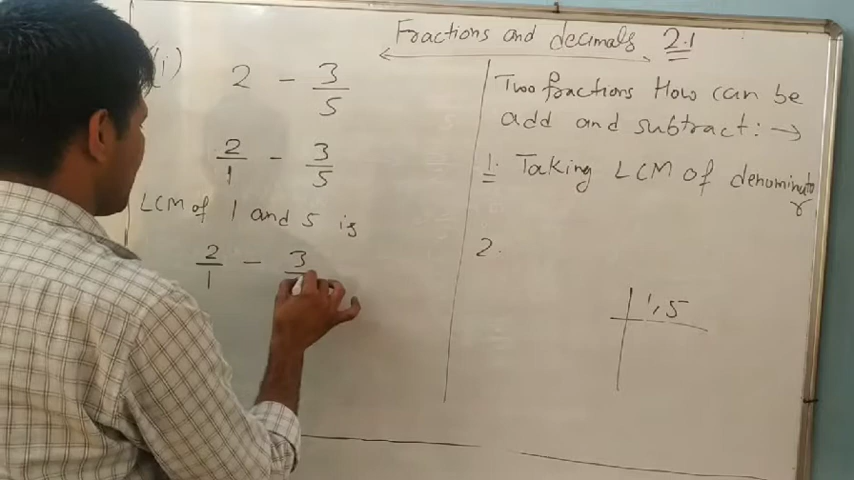 Fractions and decimals 2.1
(i) 2 - 3/5
2/1 - 3/5
LCM of 1 and 5 is
2/1 - 3
Two fractions How can be
add and subtract :- →
1. Taking LCM of denominato
r
2.
1, 5